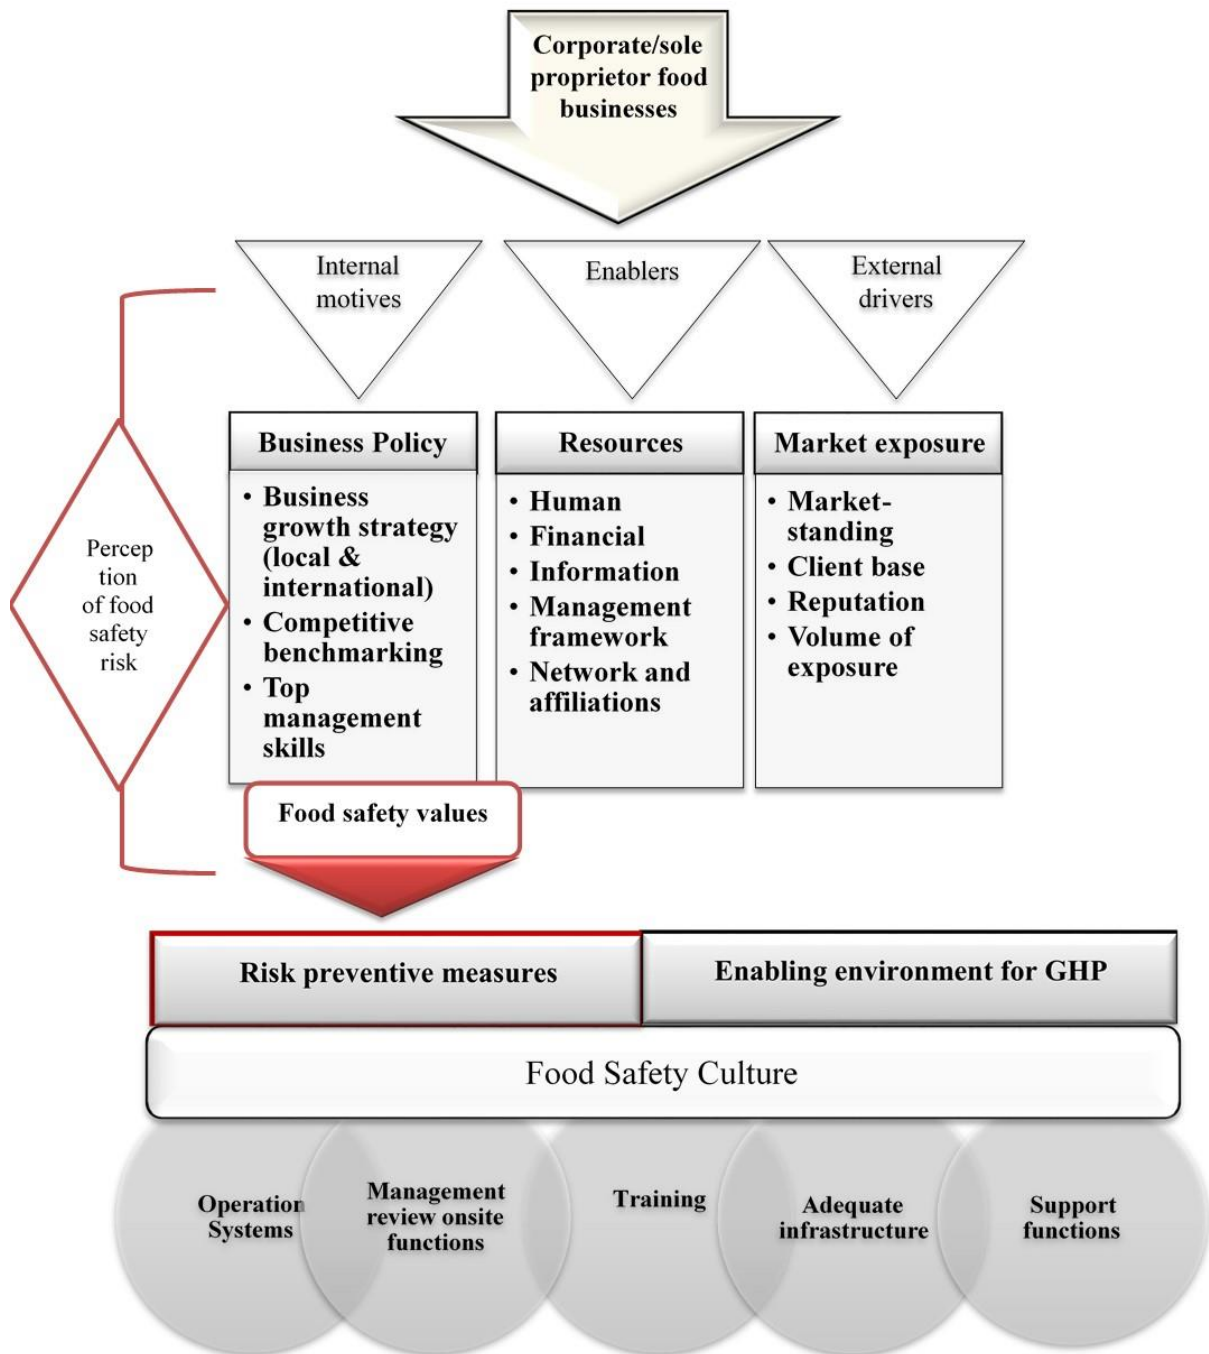 Corporate/sole
proprietor food
businesses
Internal
motives
Enablers
External
drivers
Percep
tion
of food
safety
risk
Business Policy
• Business
growth strategy
(local &
international)
• Competitive
benchmarking
• Top
management
skills
Resources
• Human
• Financial
• Information
• Management
framework
• Network and
affiliations
Market exposure
• Market-
standing
• Client base
• Reputation
• Volume of
exposure
Food safety values
Risk preventive measures
Enabling environment for GHP
Food Safety Culture
Operation
Systems
Management
review onsite
functions
Training
Adequate
infrastructure
Support
functions